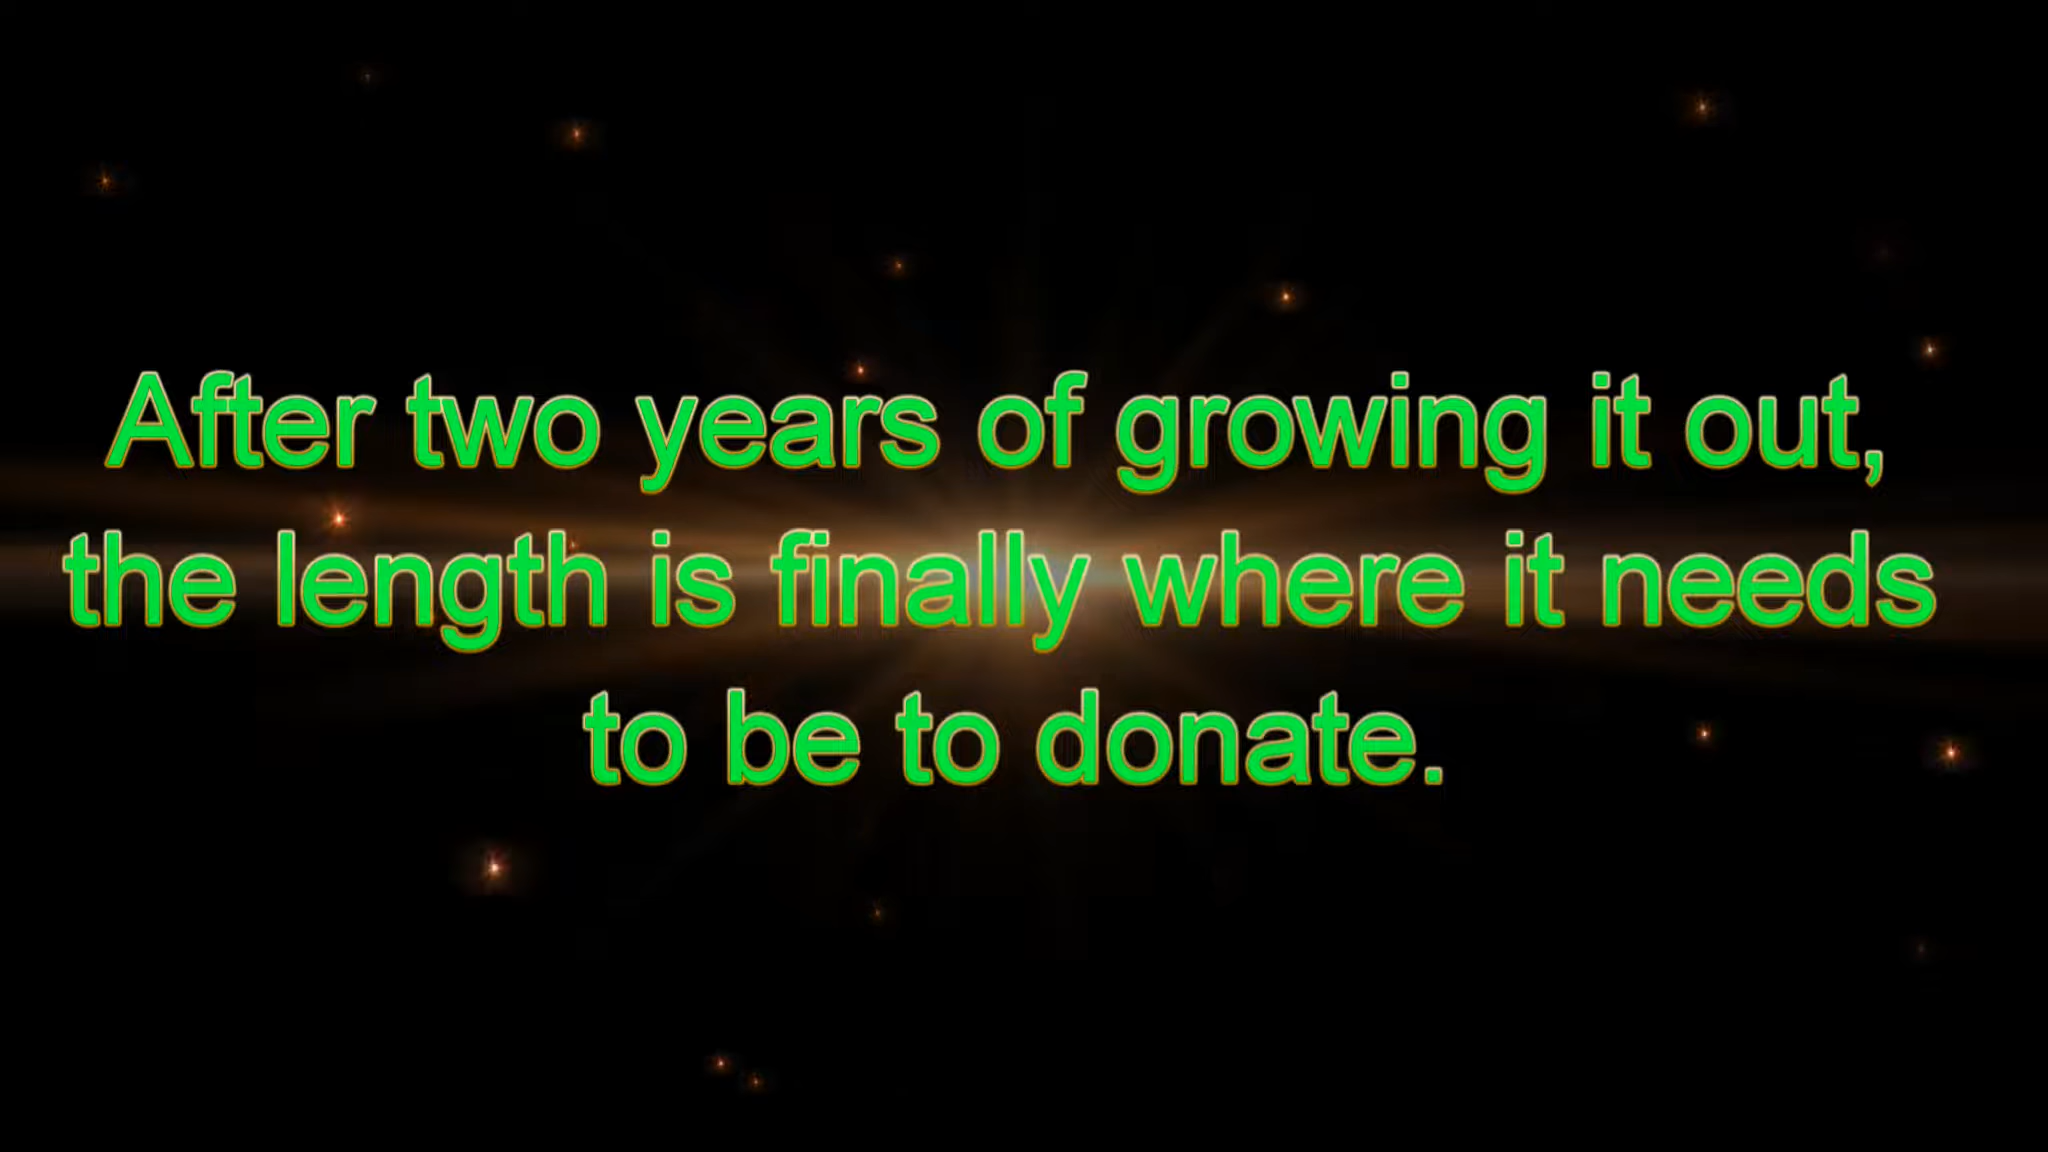 After two years of growing it out,
the length is finally where it needs
to be to donate.